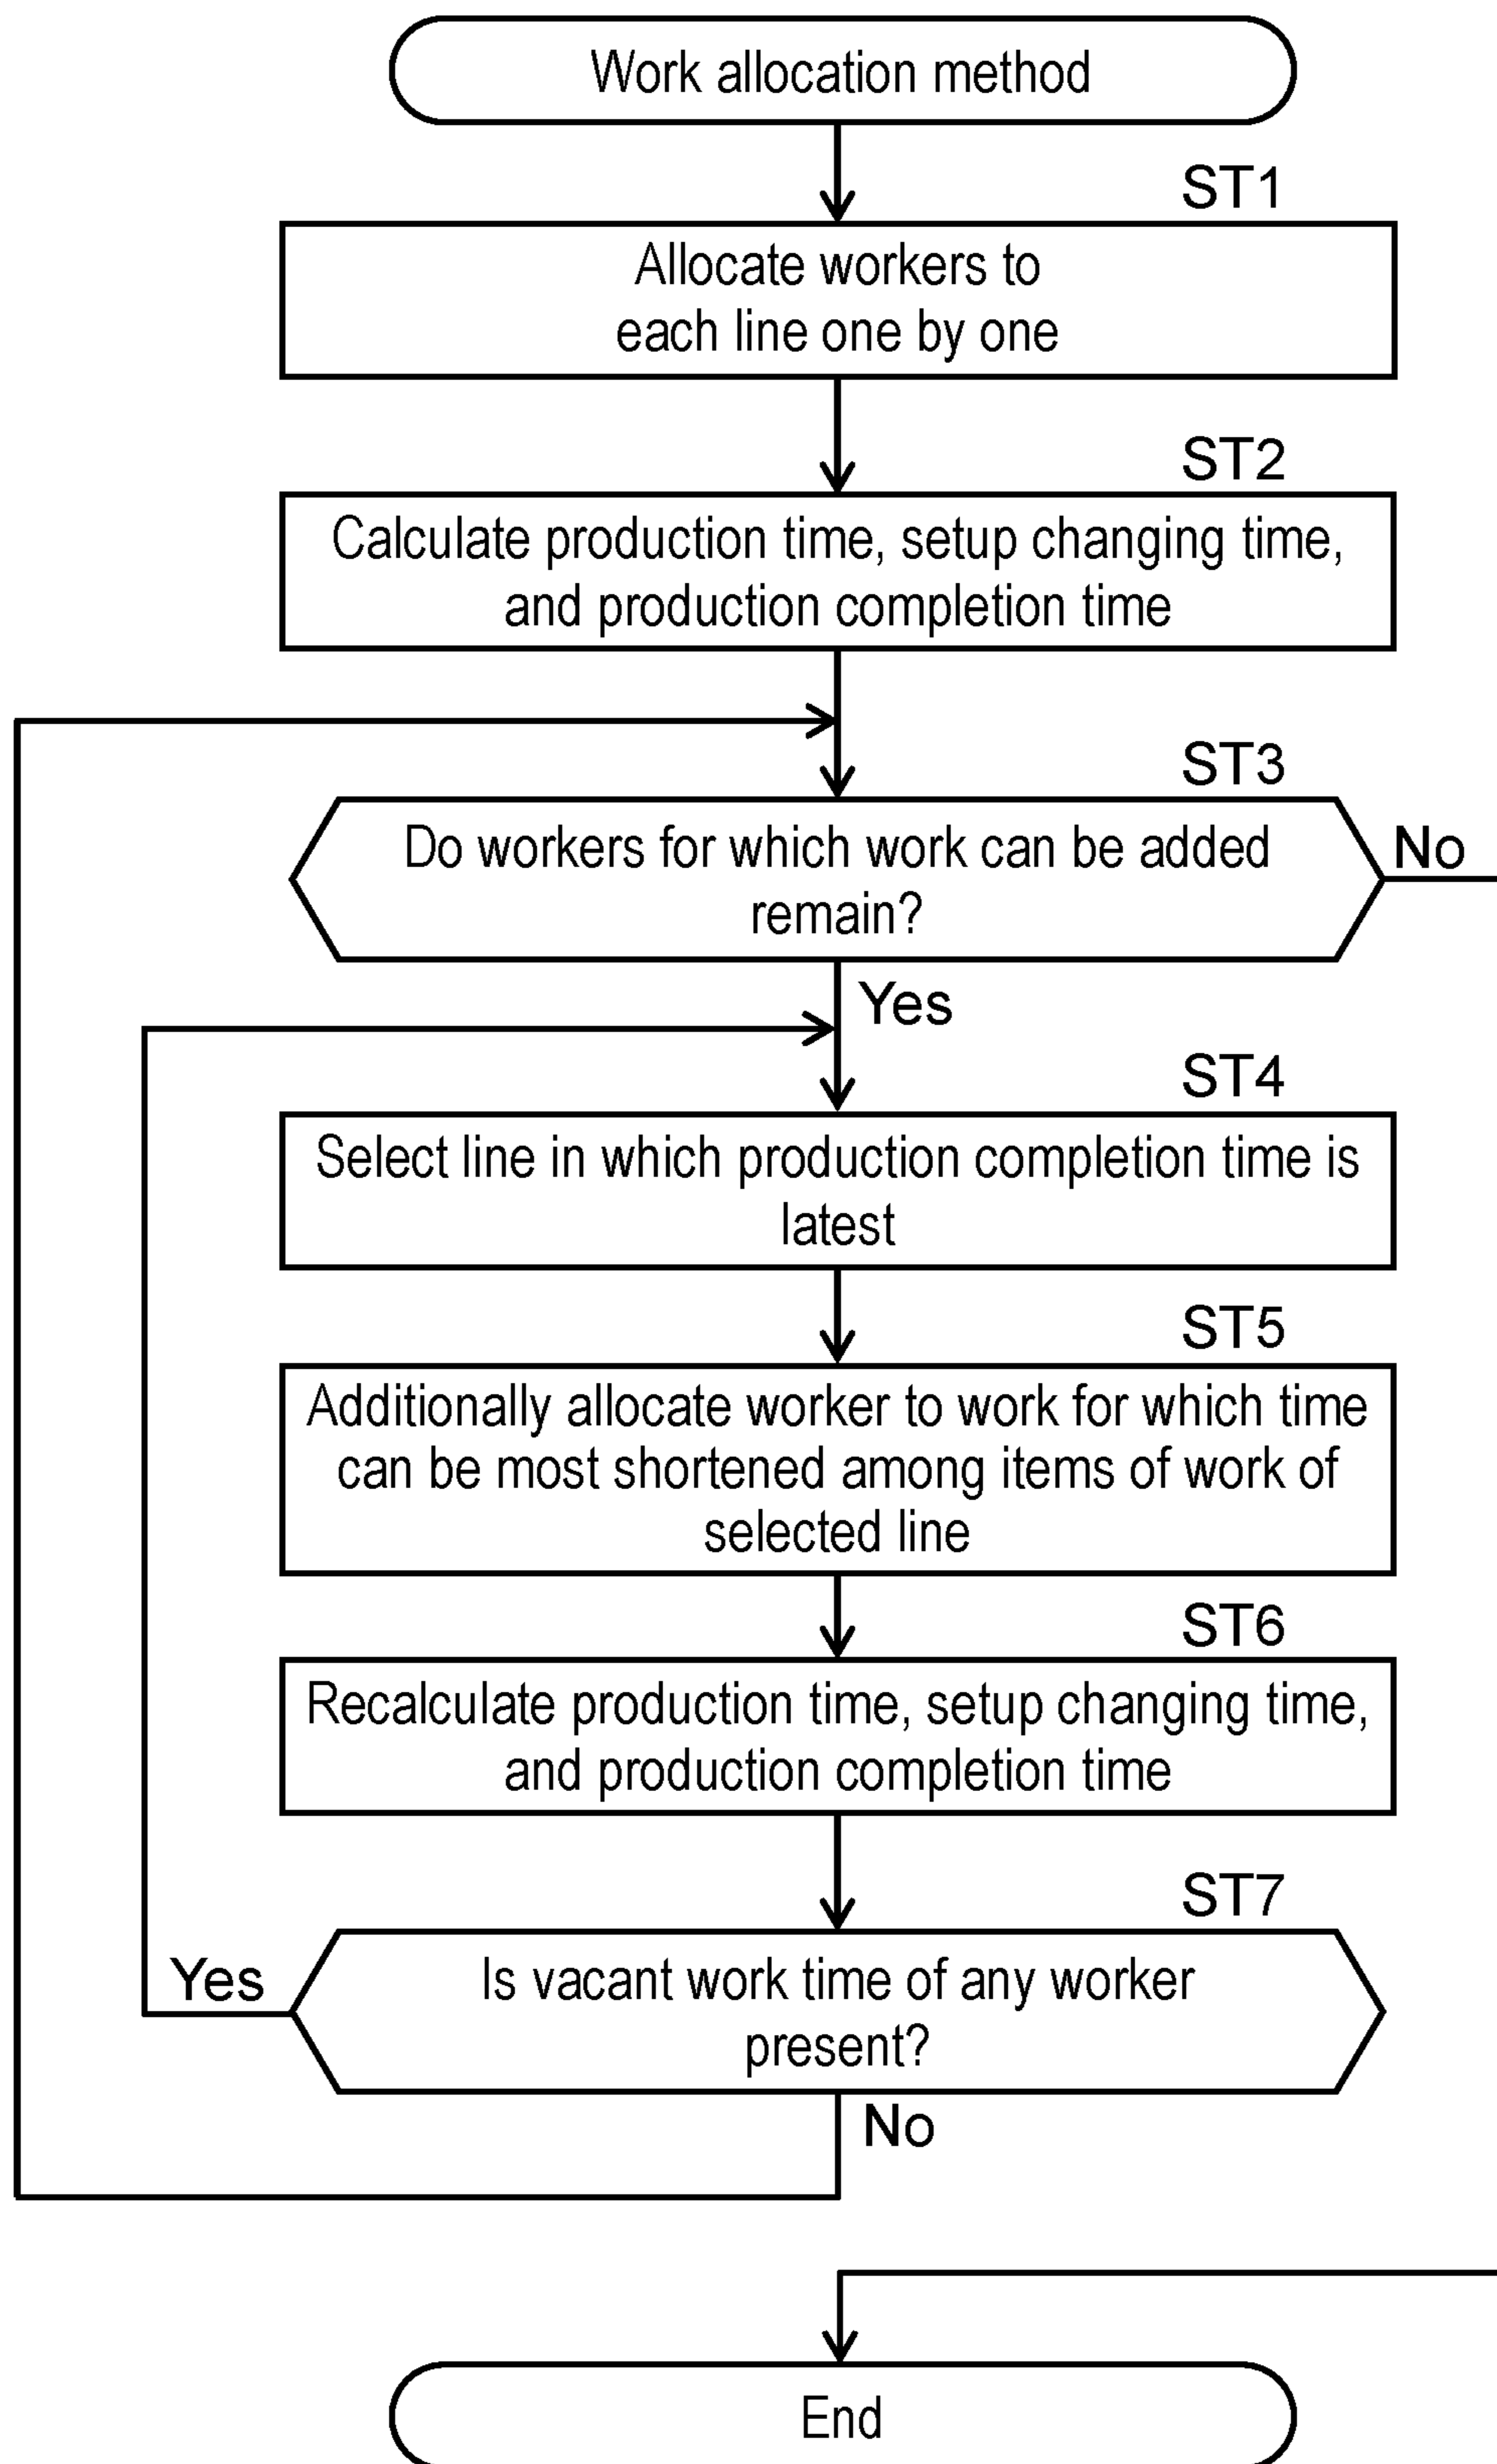 Work allocation method
ST1
Allocate workers to
each line one by one
ST2
Calculate production time, setup changing time,
and production completion time
ST3
Do workers for which work can be added
remain?
No
Yes
ST4
Select line in which production completion time is
latest
ST5
Additionally allocate worker to work for which time
can be most shortened among items of work of
selected line
ST6
Recalculate production time, setup changing time,
and production completion time
ST7
Yes
Is vacant work time of any worker
present?
No
End